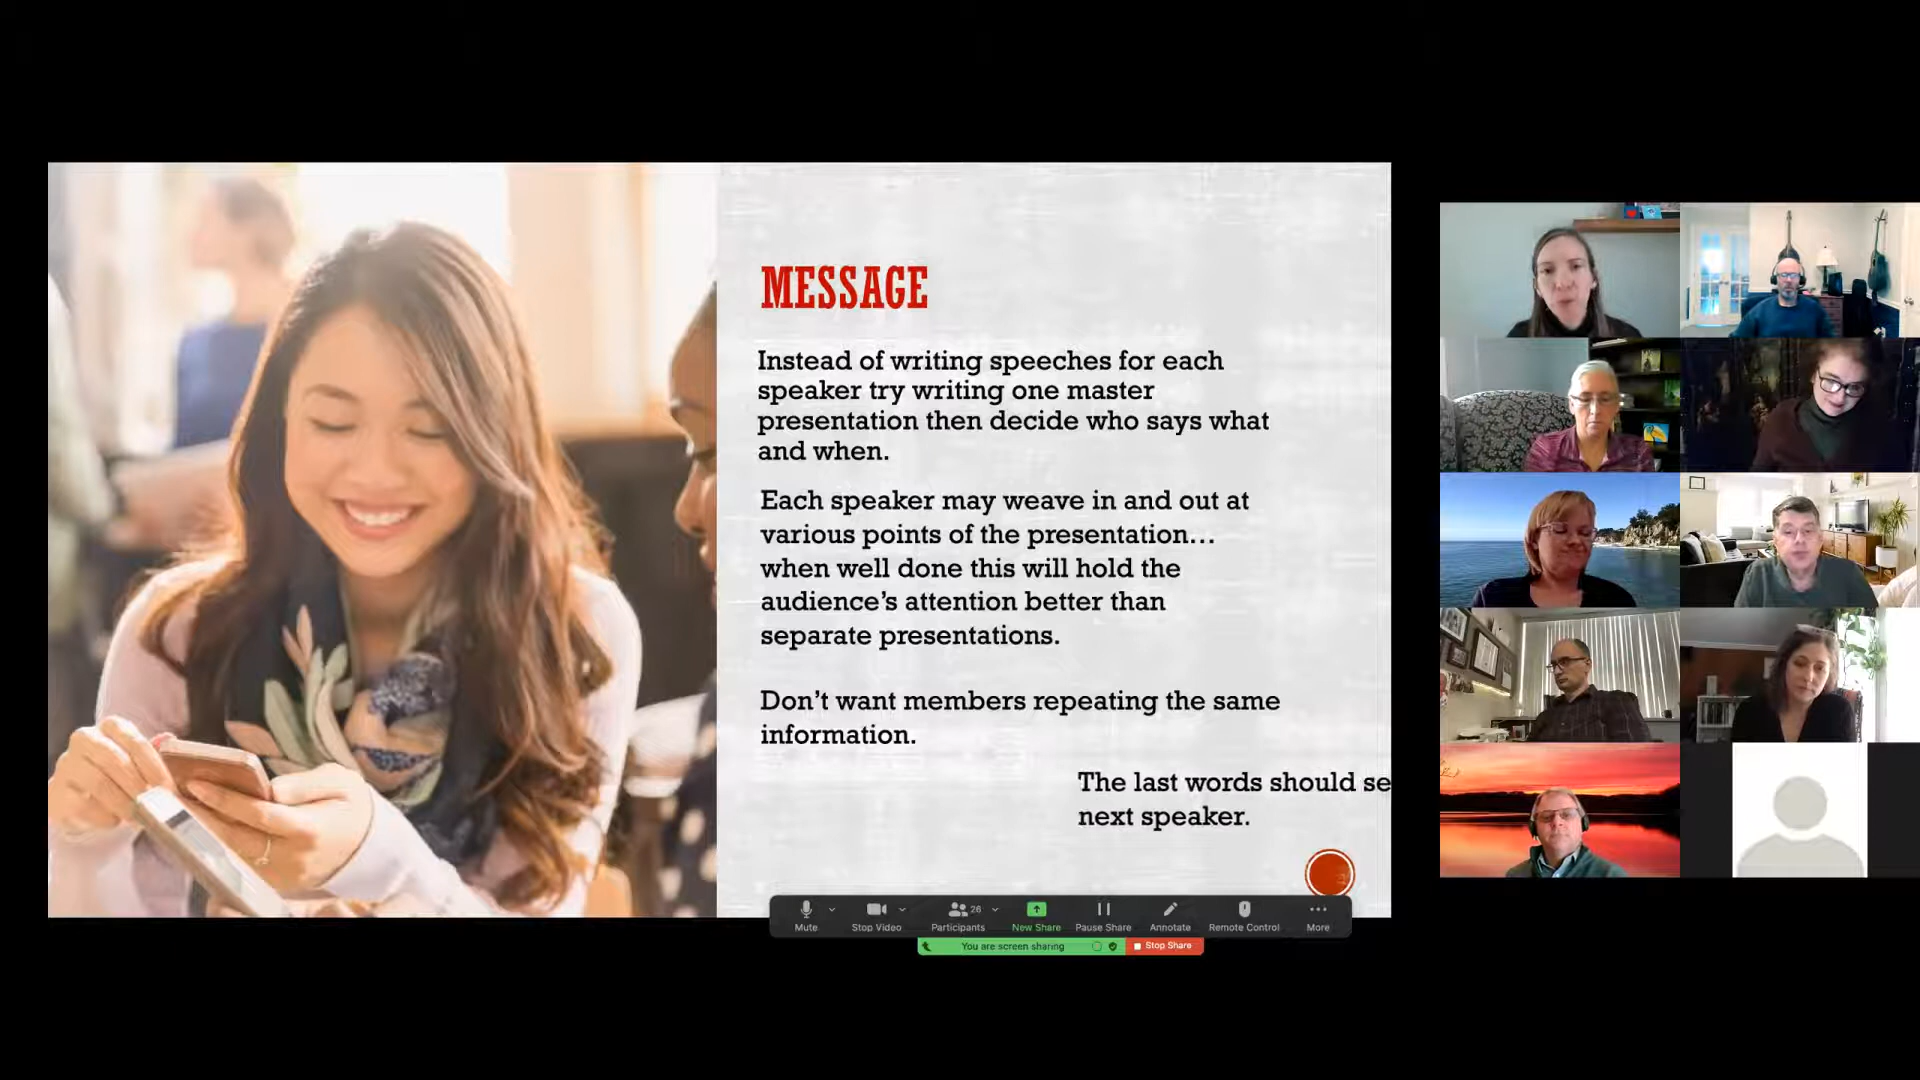 MESSAGE
Instead of writing speeches for each
speaker try writing one master
presentation then decide who says what
and when.
Each speaker may weave in and out at
various points of the presentation...
when well done this will hold the
audience’s attention better than
separate presentations.
Don’t want members repeating the same
information.
The last words should se
next speaker.
26
Mute
Stop Video
Participants
New Share
Pause Share
Annotate
Remote Control
More
You are screen sharing
Stop Share